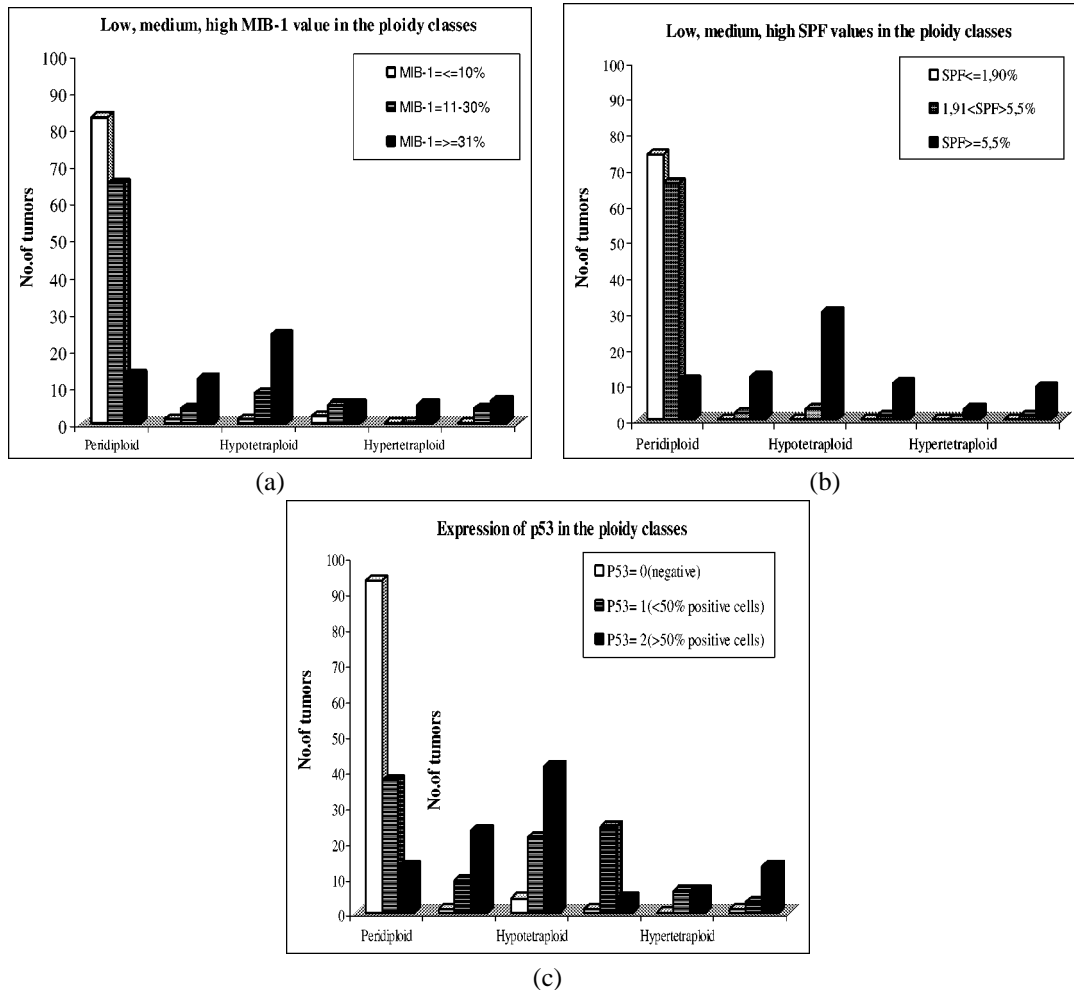 Low, medium, high MIB-1 value in the ploidy classes
No.of tumors
100
90
80
70
60
50
40
30
20
10
0
MIB-1=<=10%
MIB-1=11-30%
MIB-1=>=31%
Peridiploid Hypotetraploid Hypertetraploid
(a)
Low, medium, high SPF values in the ploidy classes
No.of tumors
100
90
80
70
60
50
40
30
20
10
0
SPF<=1,90%
1,91<SPF>5,5%
SPF>=5,5%
Peridiploid Hypotetraploid Hypertetraploid
(b)
Expression of p53 in the ploidy classes
No.of tumors
100
90
80
70
60
50
40
30
20
10
0
No.of tumors
P53= 0(negative)
P53= 1(<50% positive cells)
P53= 2(>50% positive cells)
Peridiploid Hypotetraploid Hypertetraploid
(c)